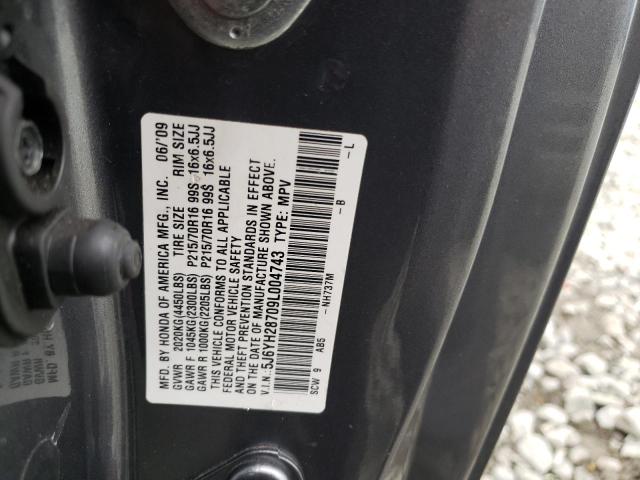 MFD. BY HONDA OF AMERICA MFG., INC. 06/'09
GVWR 2020KG(4450LBS) TIRE SIZE RIM SIZE
GAWR F 1045KG(2300LBS) P215/70R16 99S 16x6.5JJ
GAWR R 1000KG(2205LBS) P215/70R16 99S 16x6.5JJ
THIS VEHICLE CONFORMS TO ALL APPLICABLE
FEDERAL MOTOR VEHICLE SAFETY
AND THEFT PREVENTION STANDARDS IN EFFECT
ON THE DATE OF MANUFACTURE SHOWN ABOVE.
V.I.N.: 5J6YH28709L004743 TYPE: MPV
SCW 9 AB5 -NH737M -B -L